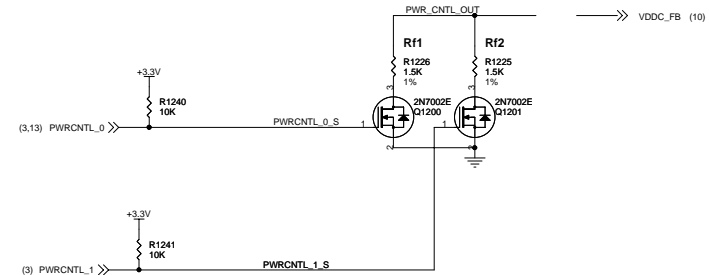 PWR_CNTL_OUT
VDDC_FB (10)
Rf1
Rf2
R1226
1.5K
1%
R1225
1.5K
1%
+3.3V
R1240
10K
3
3
2N7002E
Q1200
2N7002E
Q1201
(3,13) PWRCNTL_0
PWRCNTL_0_S
1
1
2
2
+3.3V
R1241
10K
(3) PWRCNTL_1
PWRCNTL_1_S